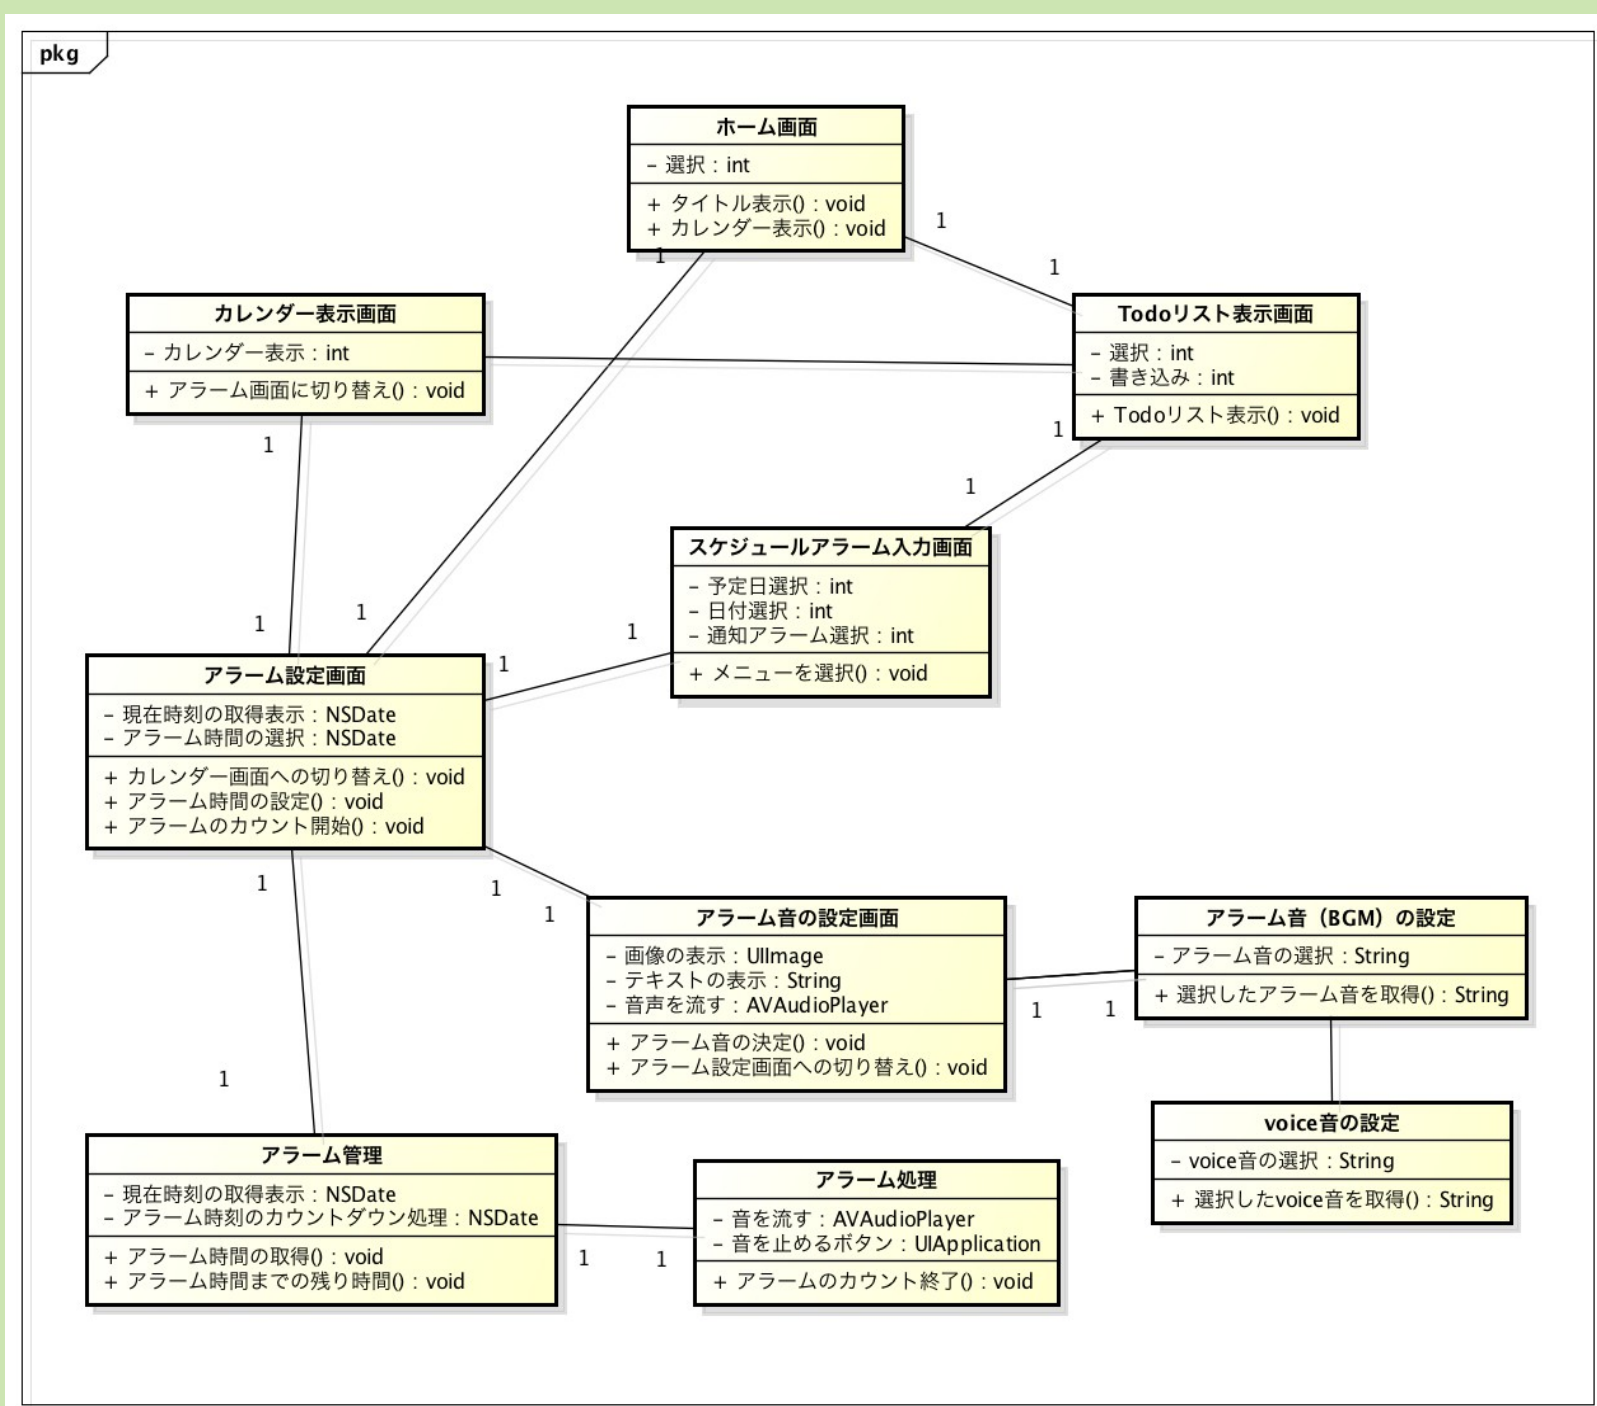 pkg
ホーム画面
– 選択 : int
+ タイトル表示() : void
+ カレンダー表示() : void
1
1
1
カレンダー表示画面
– カレンダー表示 : int
+ アラーム画面に切り替え() : void
Todoリスト表示画面
– 選択 : int
– 書き込み : int
+ Todoリスト表示() : void
1
1
1
スケジュールアラーム入力画面
– 予定日選択 : int
– 日付選択 : int
– 通知アラーム選択 : int
+ メニューを選択() : void
1
1
1
1
アラーム設定画面
– 現在時刻の取得表示 : NSDate
– アラーム時間の選択 : NSDate
+ カレンダー画面への切り替え() : void
+ アラーム時間の設定() : void
+ アラームのカウント開始() : void
1
1
1
アラーム音の設定画面
– 画像の表示 : UIImage
– テキストの表示 : String
– 音声を流す : AVAudioPlayer
+ アラーム音の決定() : void
+ アラーム設定画面への切り替え() : void
アラーム音（BGM）の設定
– アラーム音の選択 : String
+ 選択したアラーム音を取得() : String
1
1
1
voice音の設定
– voice音の選択 : String
+ 選択したvoice音を取得() : String
アラーム管理
– 現在時刻の取得表示 : NSDate
– アラーム時刻のカウントダウン処理 : NSDate
+ アラーム時間の取得() : void
+ アラーム時間までの残り時間() : void
アラーム処理
– 音を流す : AVAudioPlayer
– 音を止めるボタン : UIApplication
+ アラームのカウント終了() : void
1
1